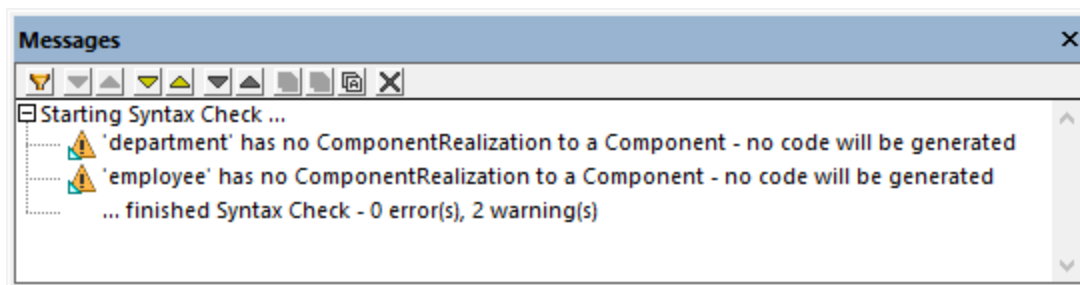 Messages
Starting Syntax Check ...
'department' has no ComponentRealization to a Component - no code will be generated
'employee' has no ComponentRealization to a Component - no code will be generated
... finished Syntax Check - 0 error(s), 2 warning(s)